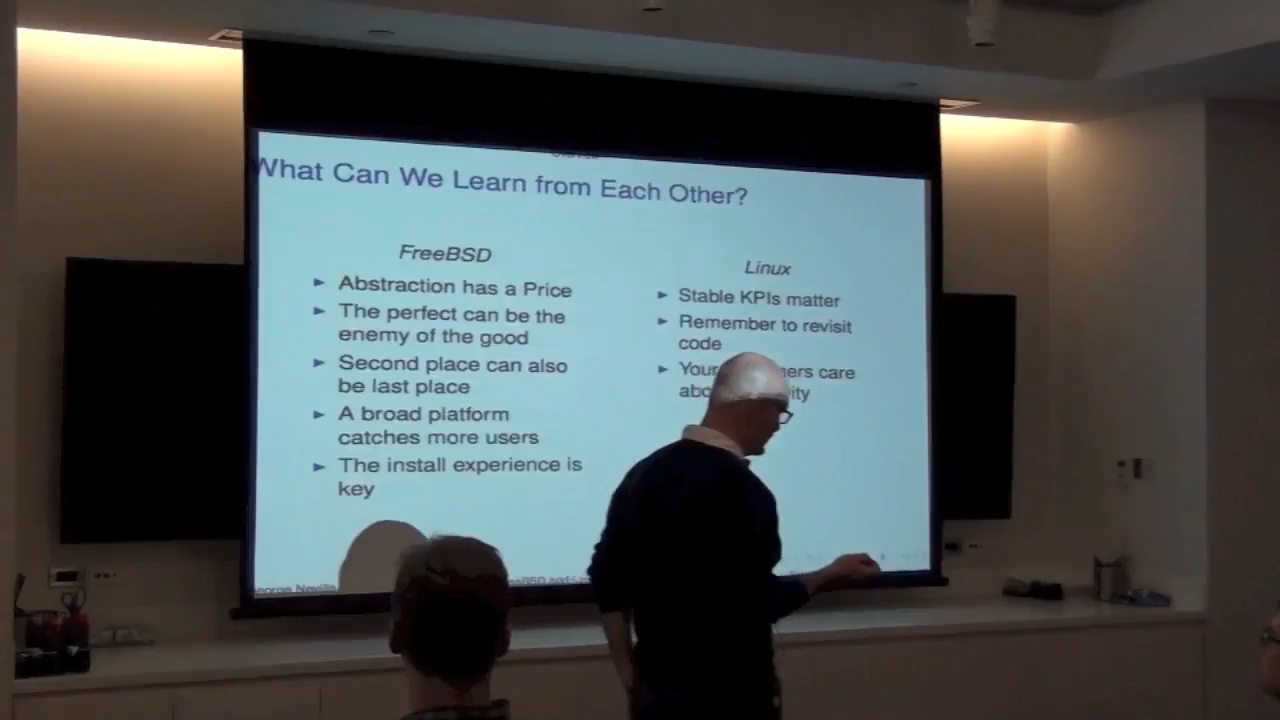 What Can We Learn from Each Other?
FreeBSD
► Abstraction has a Price
► The perfect can be the
enemy of the good
► Second place can also
be last place
► A broad platform
catches more users
► The install experience is
key
Linux
► Stable KPIs matter
► Remember to revisit
code
► care